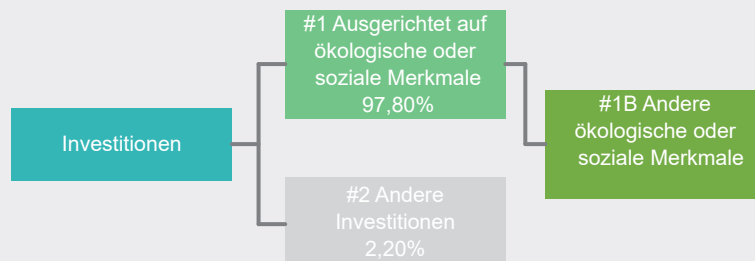 #1 Ausgerichtet auf
ökologische oder
soziale Merkmale
97,80%
#1B Andere
ökologische oder
soziale Merkmale
Investitionen
#2 Andere
Investitionen
2,20%